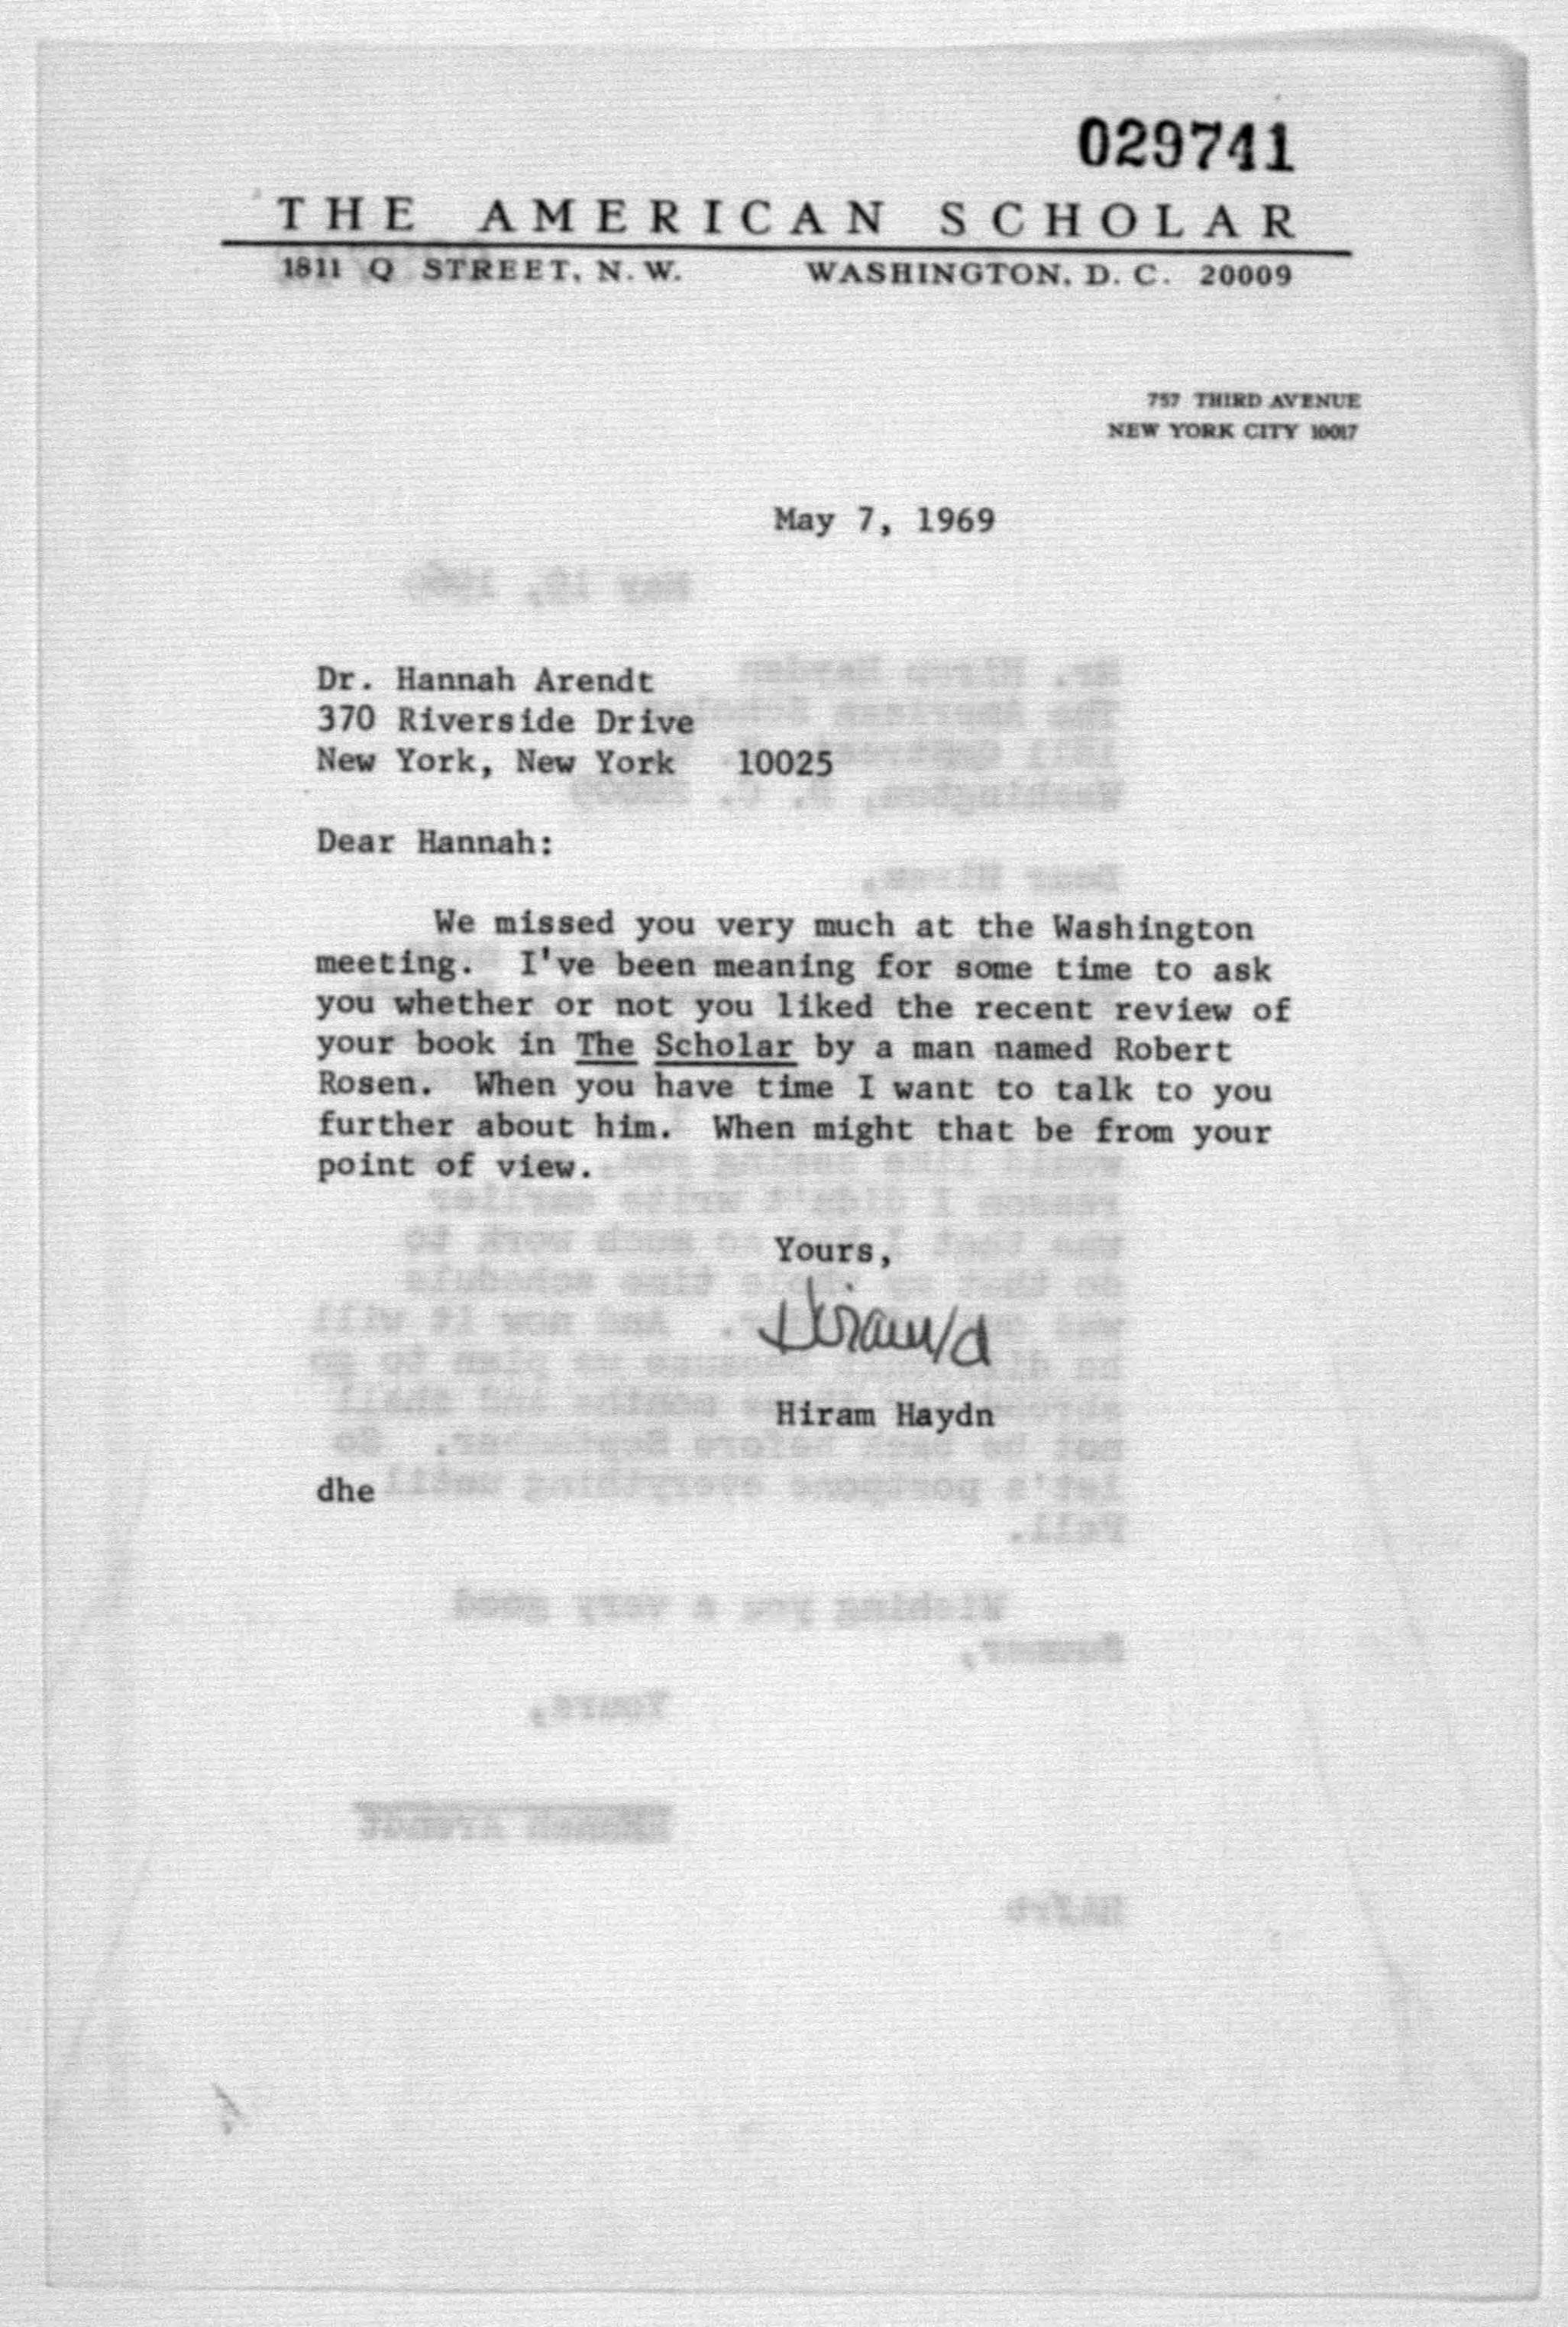 029741
THE AMERICAN SCHOLAR
1811 Q STREET, N. W. WASHINGTON, D. C. 20009
757 THIRD AVENUE
NEW YORK CITY 10017
May 7, 1969
Dr. Hannah Arendt
370 Riverside Drive
New York, New York 10025
Dear Hannah:
We missed you very much at the Washington
meeting. I've been meaning for some time to ask
you whether or not you liked the recent review of
your book in The Scholar by a man named Robert
Rosen. When you have time I want to talk to you
further about him. When might that be from your
point of view.
Yours,
Hiram/d
Hiram Haydn
dhe